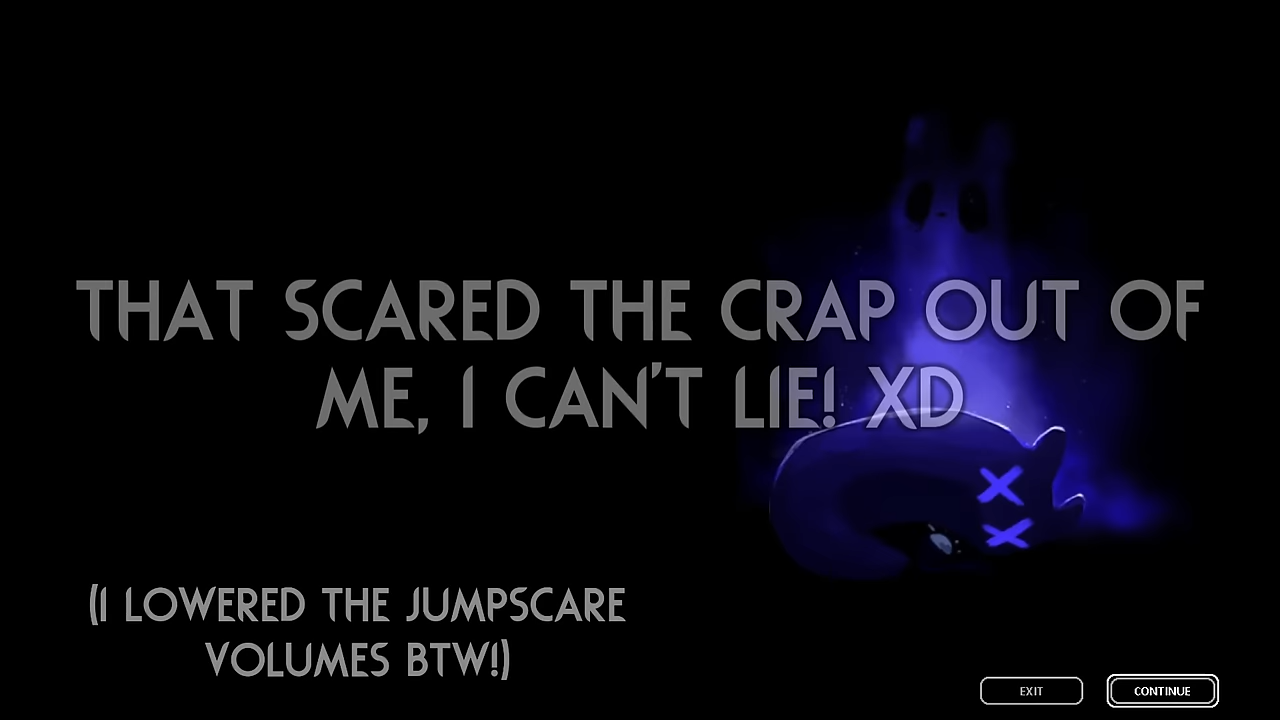 THAT SCARED THE CRAP OUT OF
ME, I CAN'T LIE! XD
(I LOWERED THE JUMPSCARE
VOLUMES BTW!)
EXIT
CONTINUE